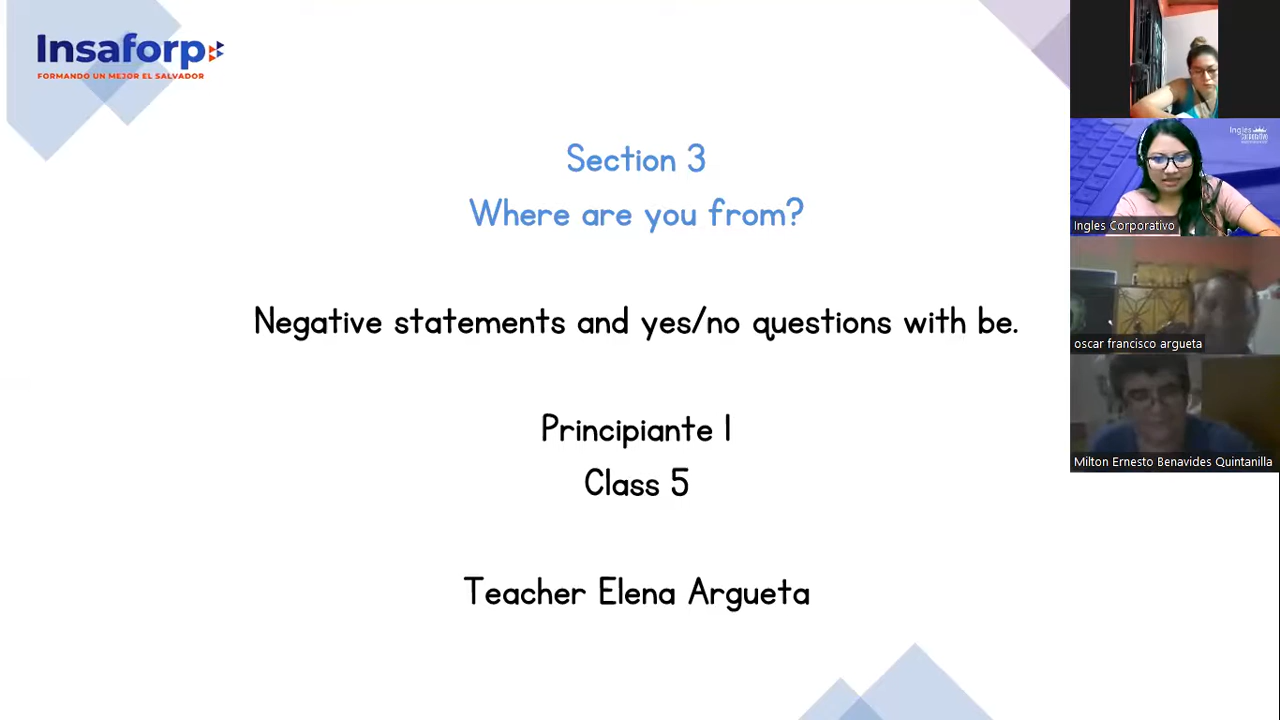 Insaforp
FORMANDO UN MEJOR EL SALVADOR
Section 3
Where are you from?
Negative statements and yes/no questions with be.
Principiante I
Class 5
Teacher Elena Argueta
Ingles Corporativo
oscar francisco argueta
Milton Ernesto Benavides Quintanilla